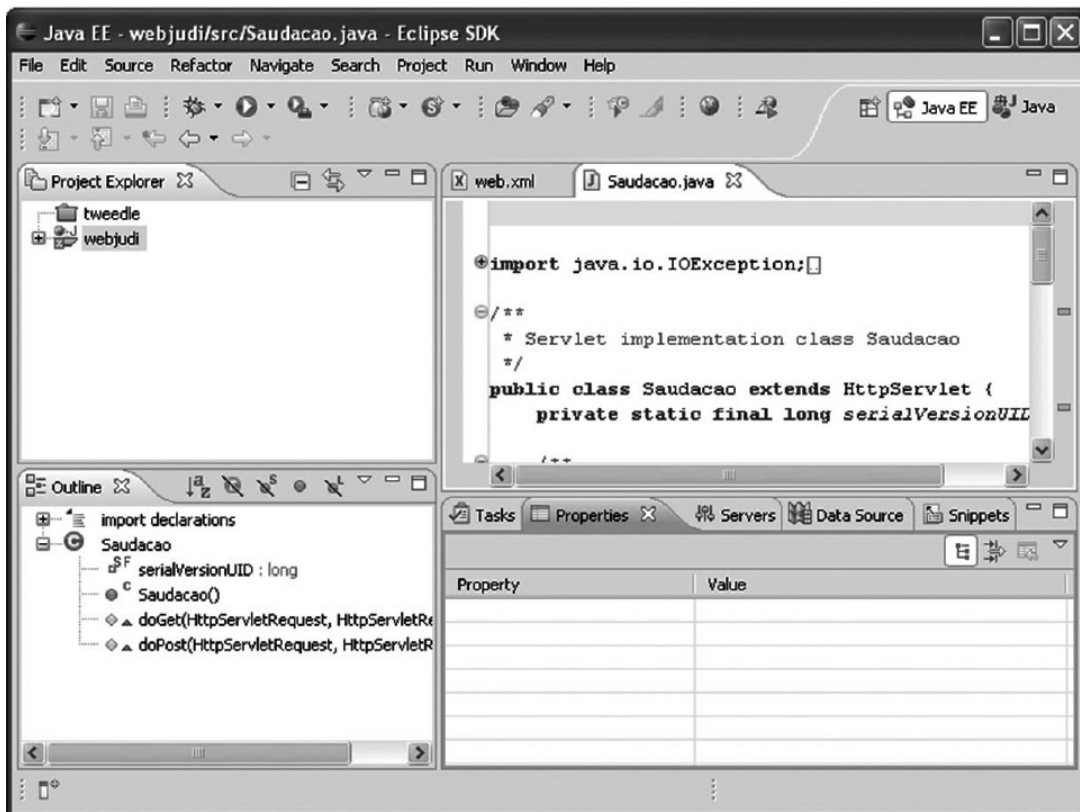 Java EE - webjudi/src/Saudacao.java - Eclipse SDK
File Edit Source Refactor Navigate Search Project Run Window Help
Java EE Java
Project Explorer
tweedle
webjudi
web.xml Saudacao.java
import java.io.IOException;
/**
* Servlet implementation class Saudacao
*/
public class Saudacao extends HttpServlet {
private static final long serialVersionUID
/**
Outline
import declarations
Saudacao
serialVersionUID : long
Saudacao()
doGet(HttpServletRequest, HttpServletRe
doPost(HttpServletRequest, HttpServletR
Tasks Properties Servers Data Source Snippets
Property Value